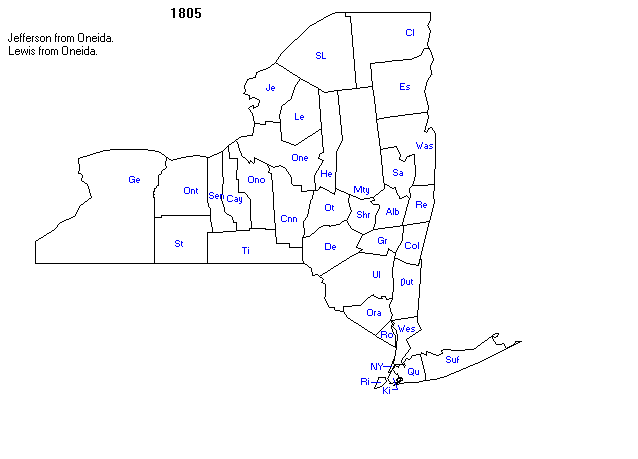 1805
Jefferson from Oneida.
Lewis from Oneida.
Cl
SL
Es
Je
Le
Was
One
Sa
He
Ge
Ont
Sen
Cay
Ono
Mty
Re
Ot
Shr
Alb
Cnn
St
Ti
De
Gr
Col
Ul
Dut
Ora
Ro
Wes
NY
Suf
Qu
Ri
Ki